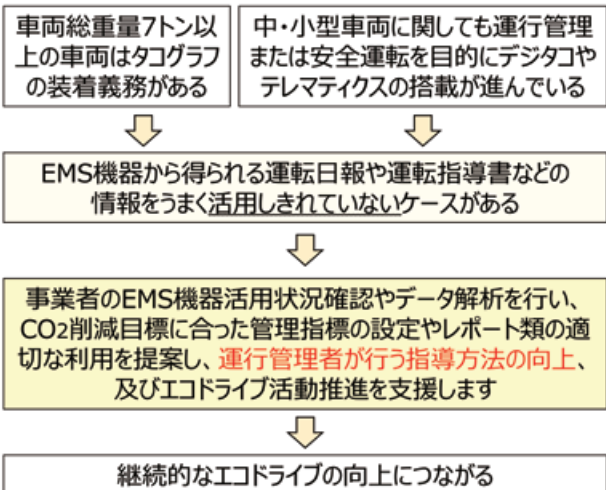 車両総重量7トン以
上の車両はタコグラフ
の装着義務がある
中・小型車両に関しても運行管理
または安全運転を目的にデジタコや
テレマティクスの搭載が進んでいる
EMS機器から得られる運転日報や運転指導書などの
情報をうまく活用しきれていないケースがある
事業者のEMS機器活用状況確認やデータ解析を行い、
CO2削減目標に合った管理指標の設定やレポート類の適
切な利用を提案し、運行管理者が行う指導方法の向上、
及びエコドライブ活動推進を支援します
継続的なエコドライブの向上につながる